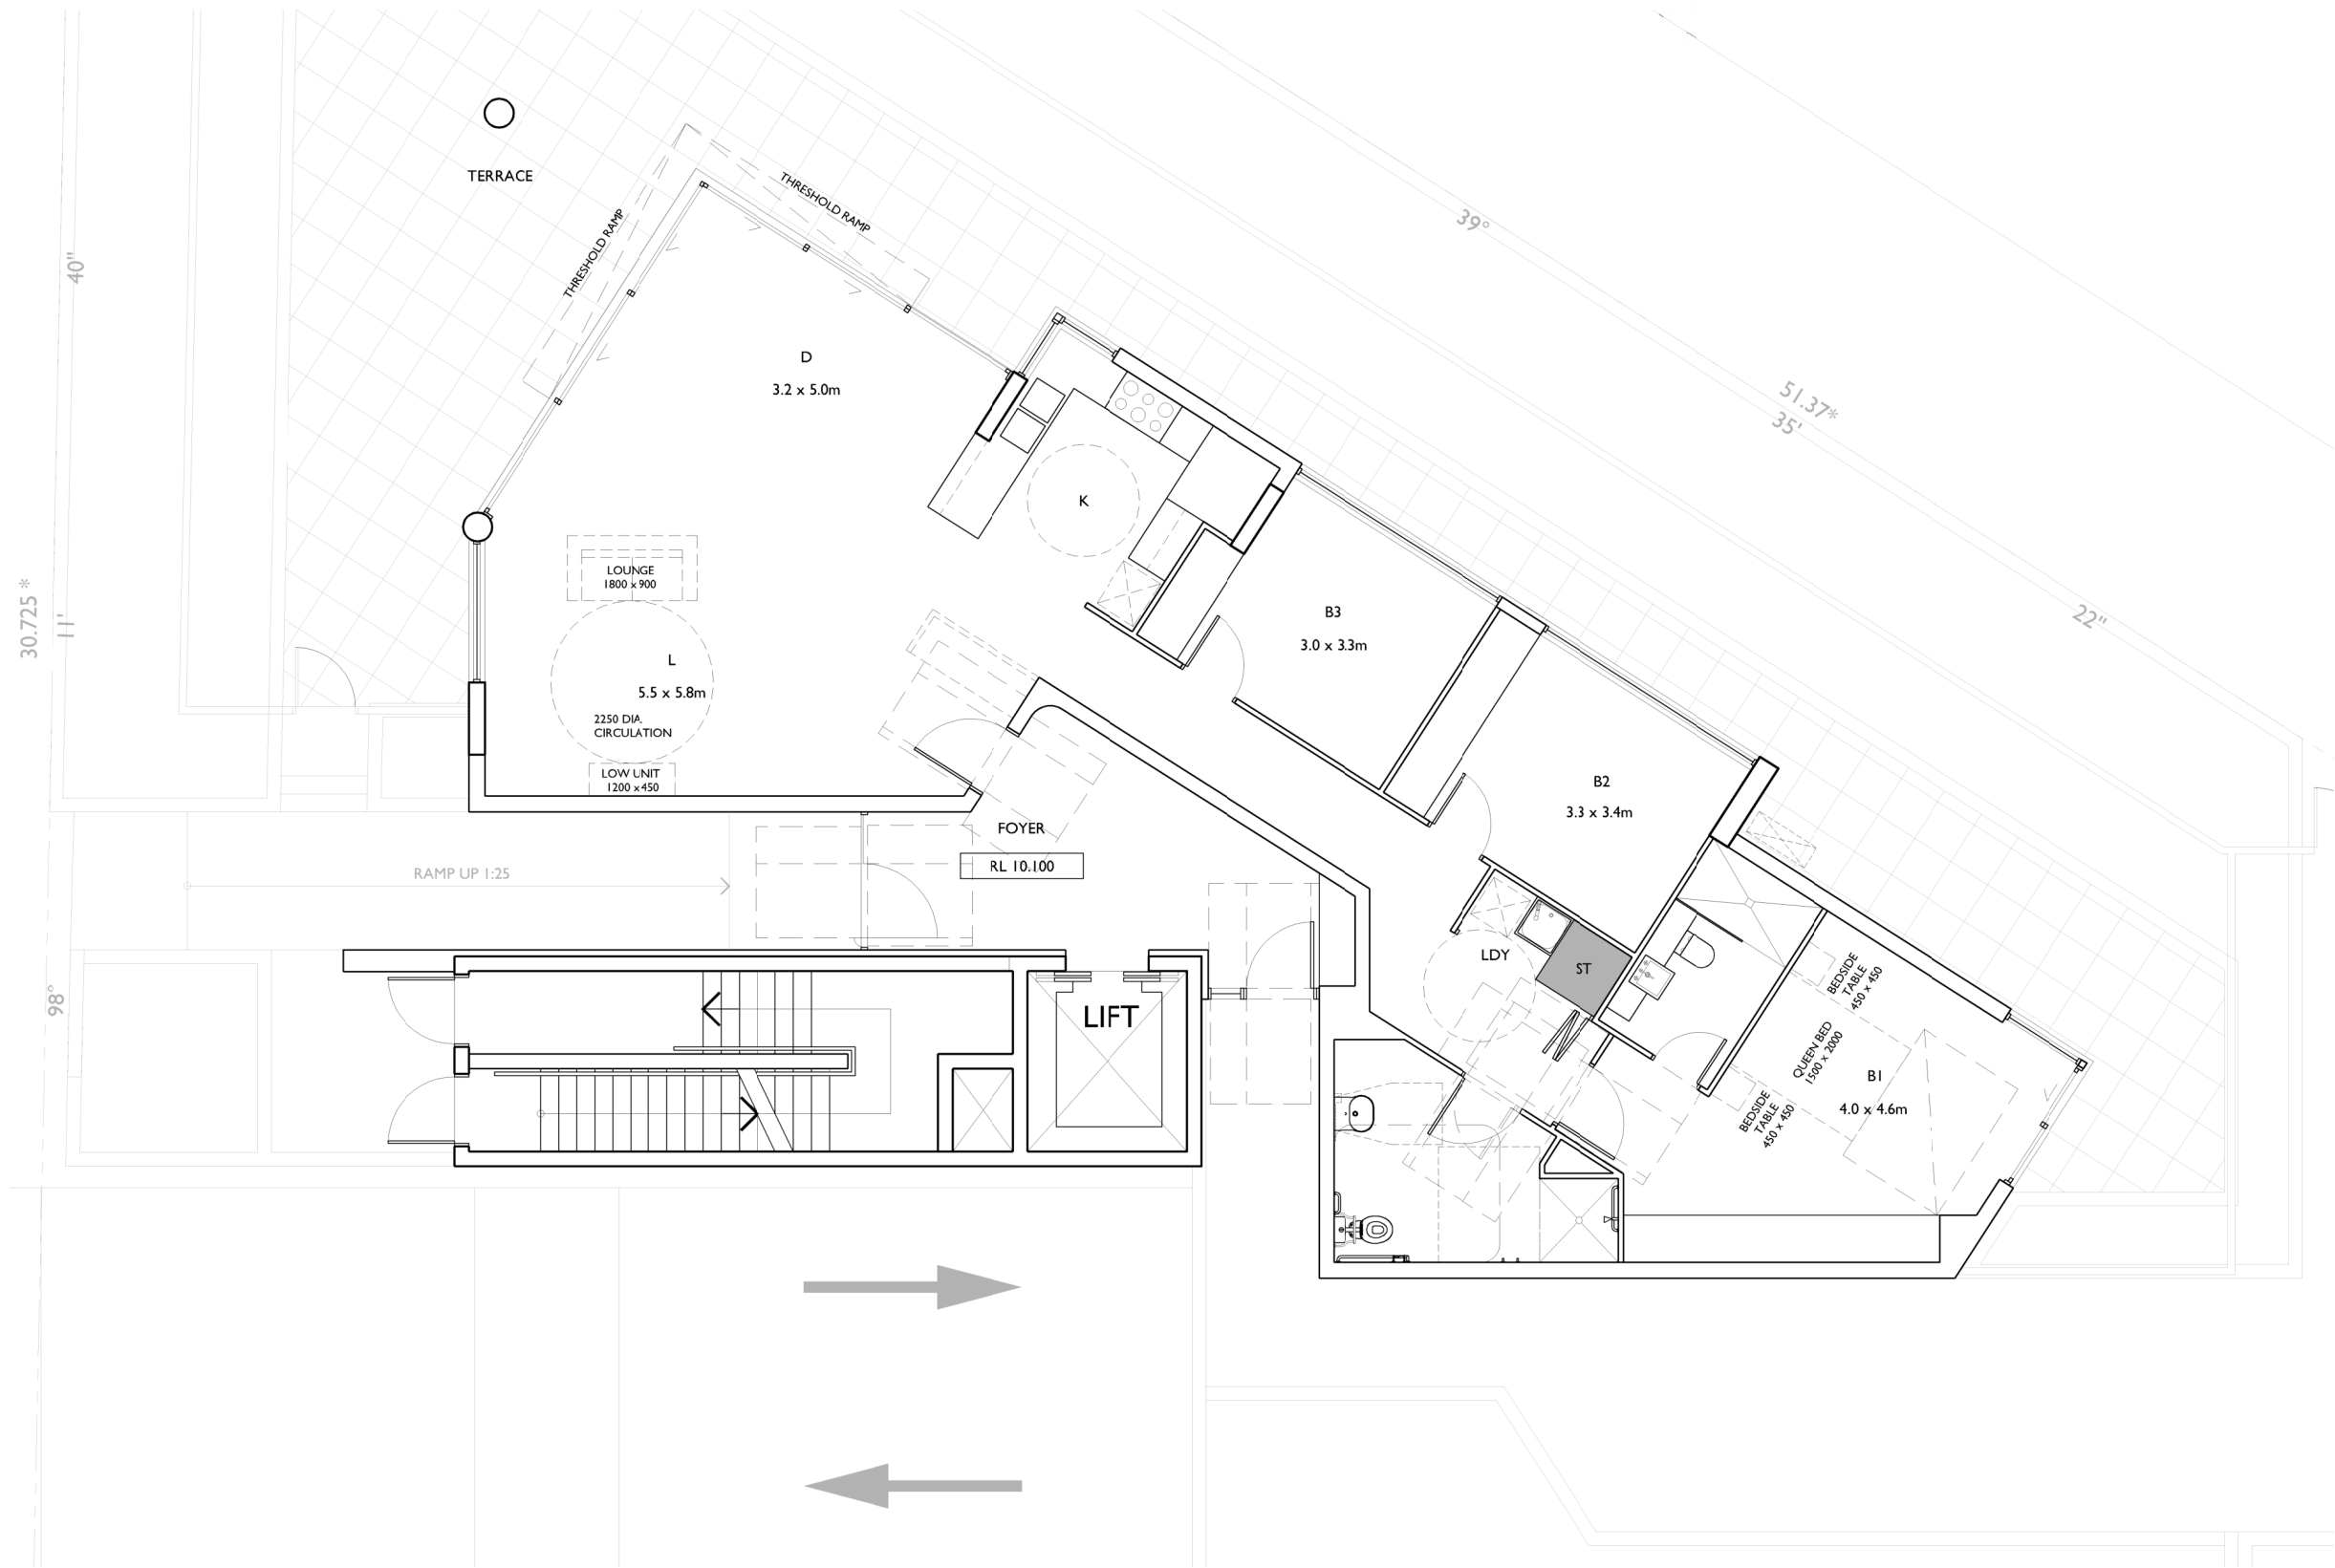 TERRACE
THRESHOLD RAMP
THRESHOLD RAMP
39°
40"
D
3.2 x 5.0m
51.37*
35'
K
LOUNGE
1800 x 900
30.725 *
11'
B3
3.0 x 3.3m
22"
L
5.5 x 5.8m
2250 DIA.
CIRCULATION
LOW UNIT
1200 x 450
B2
3.3 x 3.4m
FOYER
RL 10.100
RAMP UP 1:25
LDY
ST
98°
LIFT
BEDSIDE
TABLE
450 x 450
QUEEN BED
1500 x 2000
B1
4.0 x 4.6m
BEDSIDE
TABLE
450 x 450